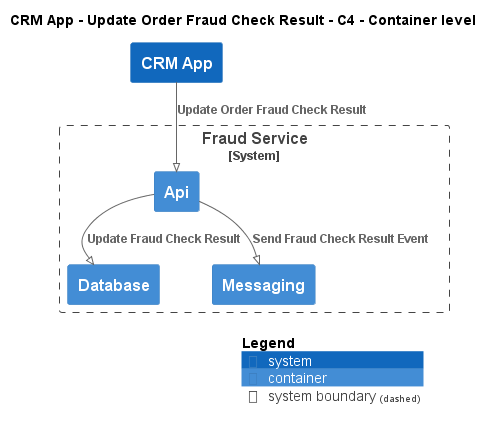 CRM App - Update Order Fraud Check Result - C4 - Container level
CRM App
Update Order Fraud Check Result
Fraud Service
[System]
Api
Update Fraud Check Result
Send Fraud Check Result Event
Database
Messaging
Legend
system
container
system boundary (dashed)